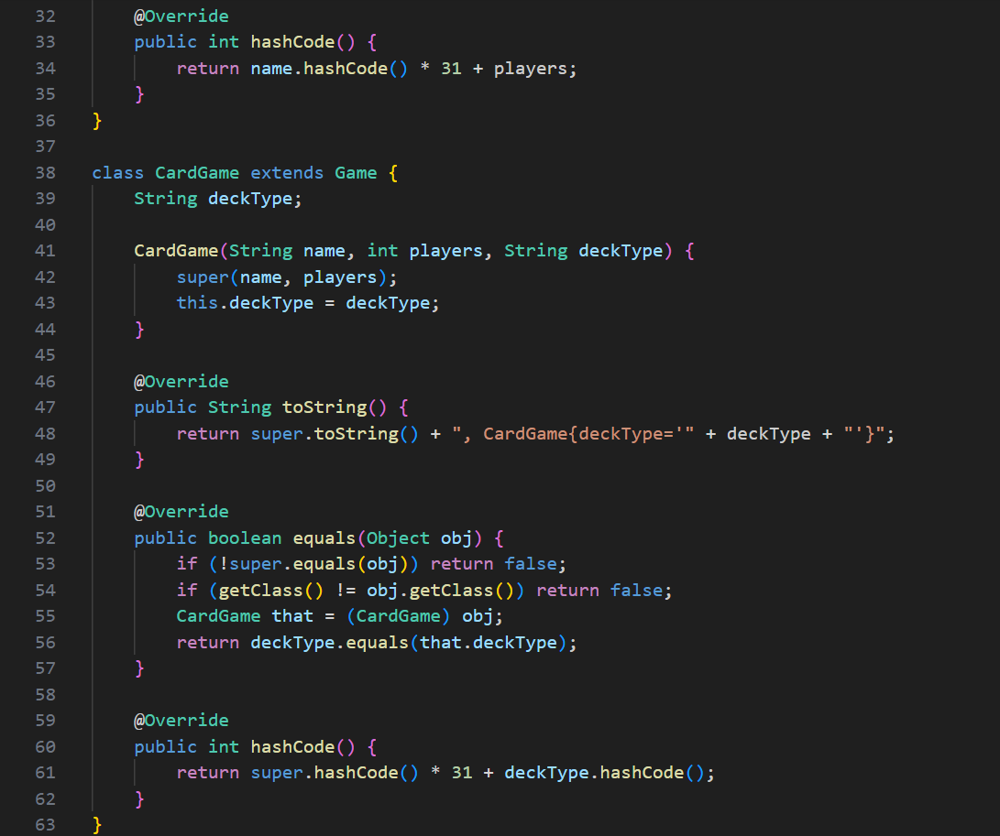 32 @Override
33 public int hashCode() {
34 return name.hashCode() * 31 + players;
35 }
36 }
37
38 class CardGame extends Game {
39 String deckType;
40
41 CardGame(String name, int players, String deckType) {
42 super(name, players);
43 this.deckType = deckType;
44 }
45
46 @Override
47 public String toString() {
48 return super.toString() + ", CardGame{deckType='" + deckType + "'}";
49 }
50
51 @Override
52 public boolean equals(Object obj) {
53 if (!super.equals(obj)) return false;
54 if (getClass() != obj.getClass()) return false;
55 CardGame that = (CardGame) obj;
56 return deckType.equals(that.deckType);
57 }
58
59 @Override
60 public int hashCode() {
61 return super.hashCode() * 31 + deckType.hashCode();
62 }
63 }